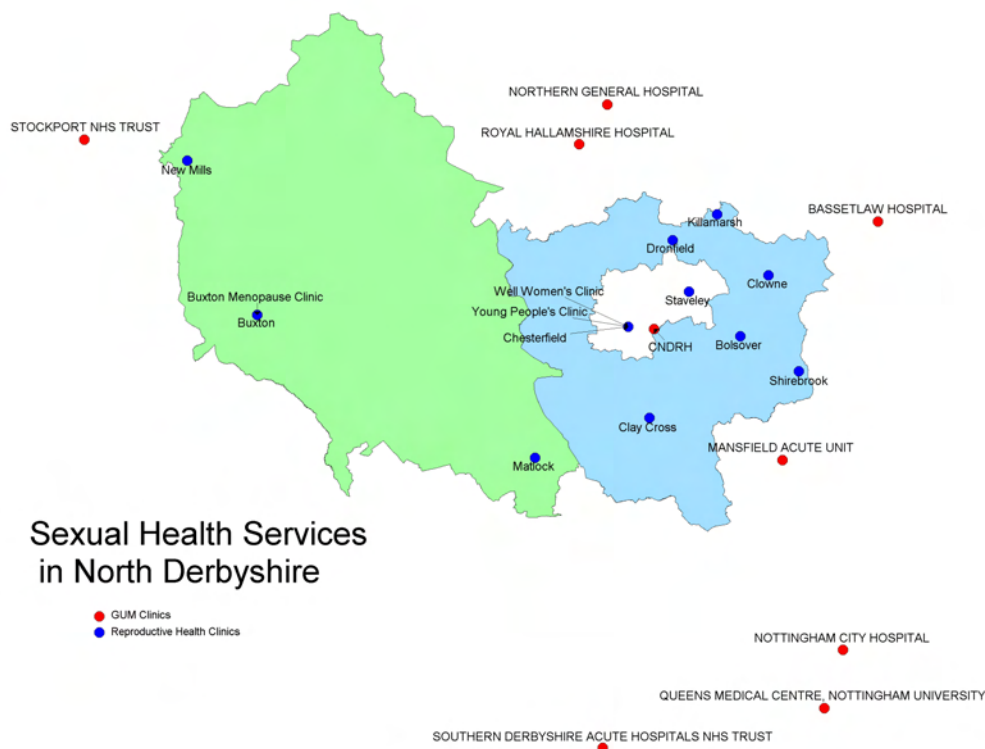 NORTHERN GENERAL HOSPITAL
STOCKPORT NHS TRUST
ROYAL HALLAMSHIRE HOSPITAL
New Mills
BASSETLAW HOSPITAL
Killamarsh
Dronfield
Clowne
Well Women's Clinic
Buxton Menopause Clinic
Staveley
Young People's Clinic
Buxton
Chesterfield
CNDRH
Bolsover
Shirebrook
Clay Cross
MANSFIELD ACUTE UNIT
Matlock
Sexual Health Services
in North Derbyshire
GUM Clinics
Reproductive Health Clinics
NOTTINGHAM CITY HOSPITAL
QUEENS MEDICAL CENTRE, NOTTINGHAM UNIVERSITY
SOUTHERN DERBYSHIRE ACUTE HOSPITALS NHS TRUST